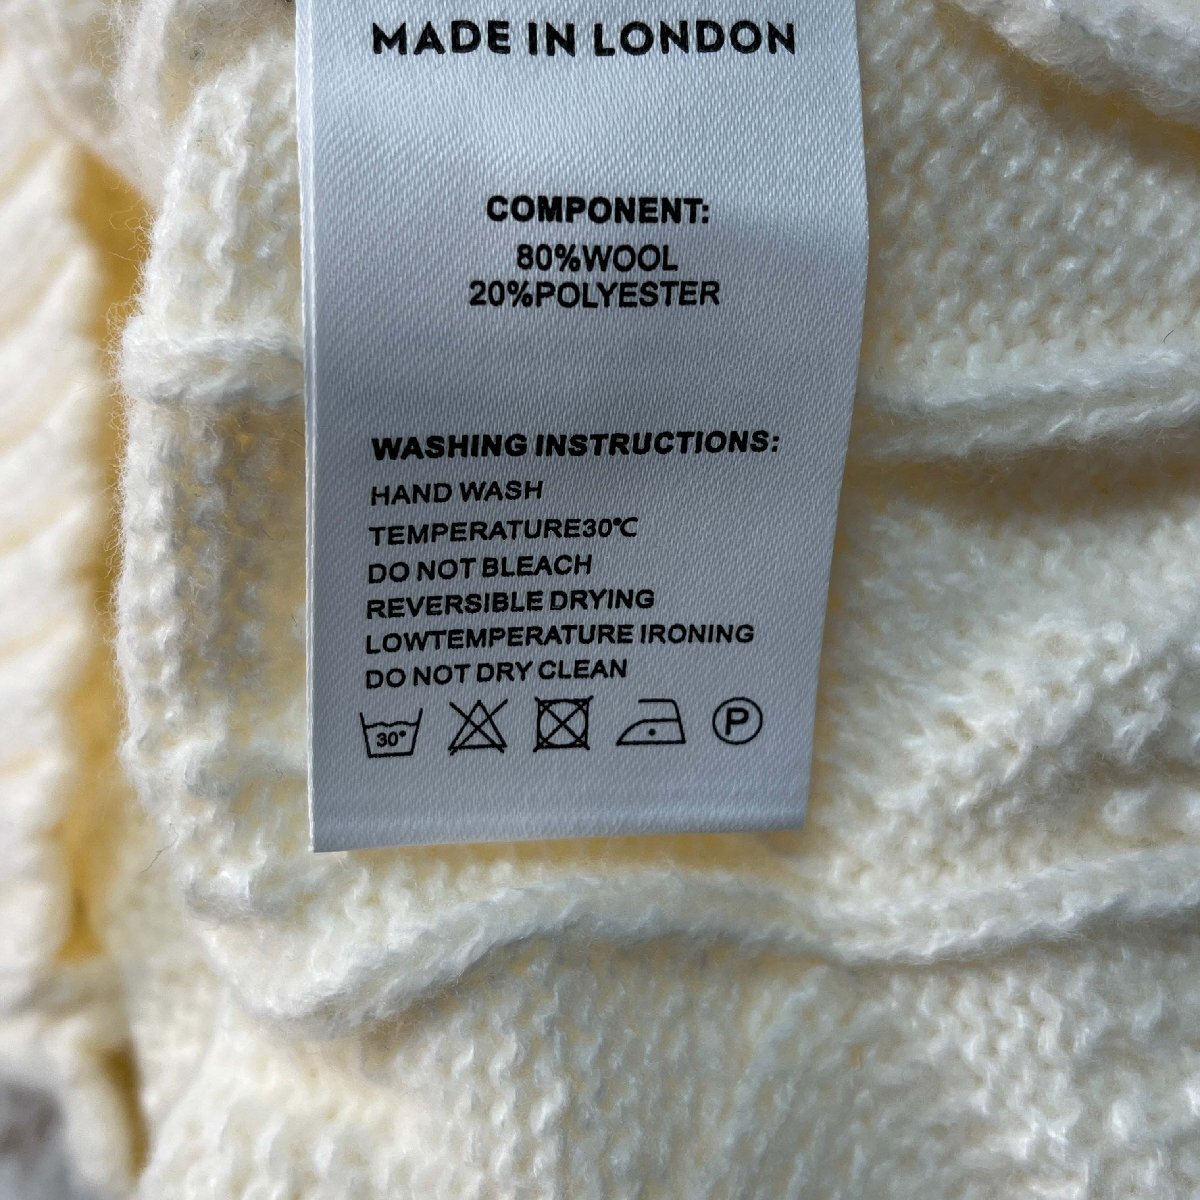 MADE IN LONDON
COMPONENT:
80%WOOL
20%POLYESTER
WASHING INSTRUCTIONS:
HAND WASH
TEMPERATURE30℃
DO NOT BLEACH
REVERSIBLE DRYING
LOWTEMPERATURE IRONING
DO NOT DRY CLEAN
30° P